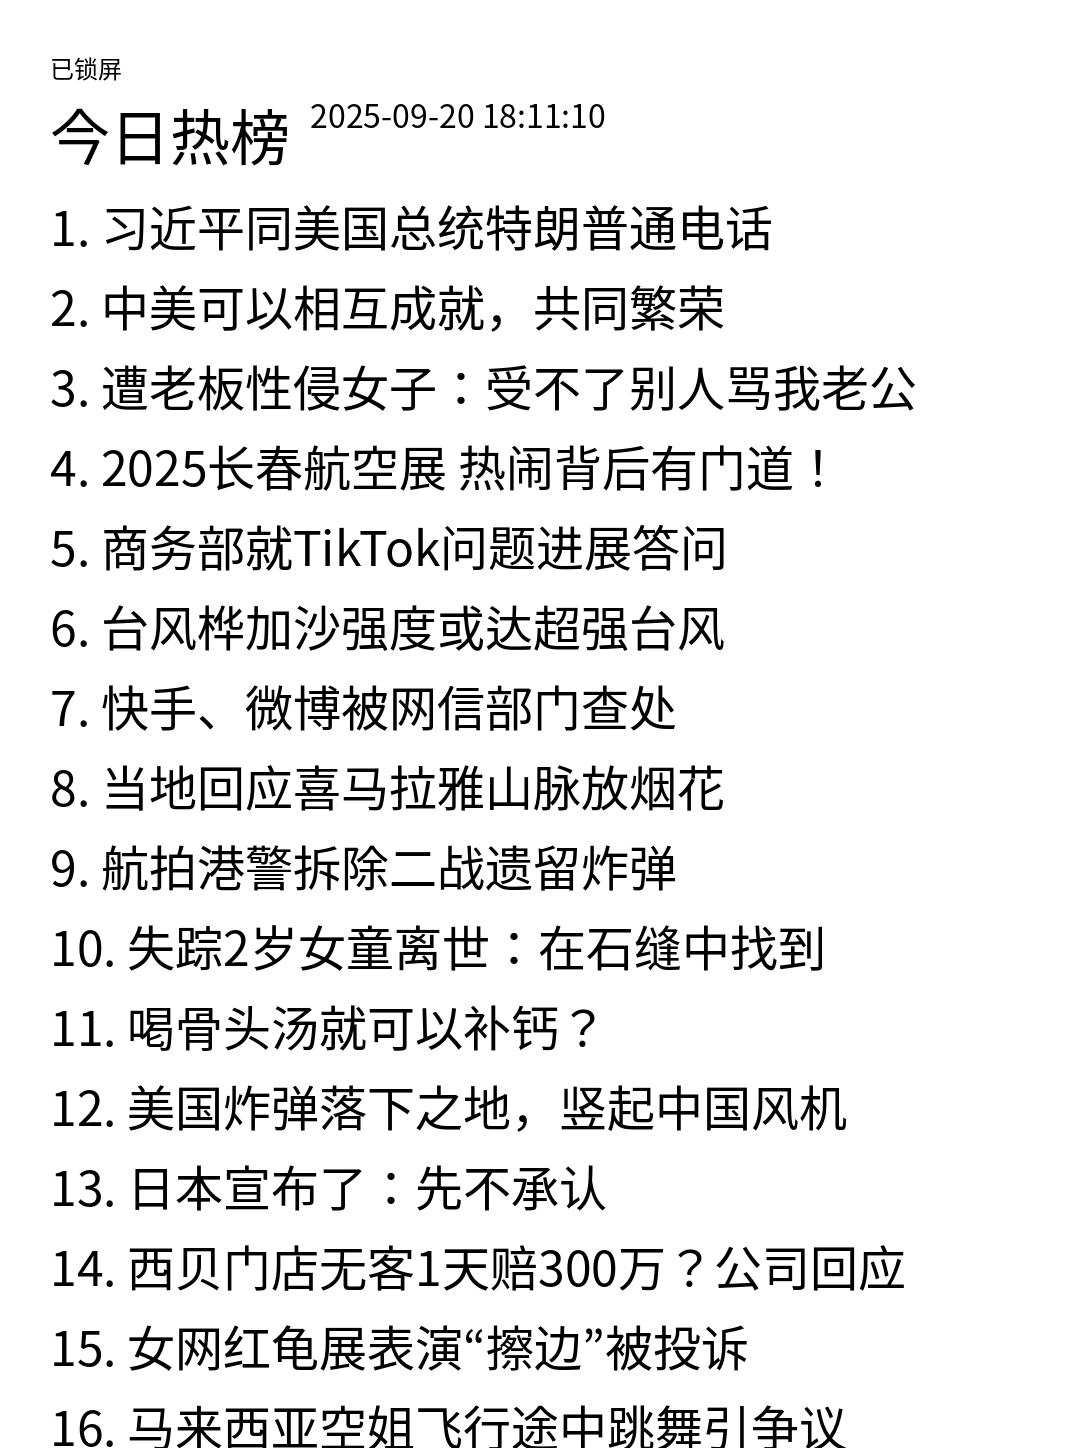 已锁屏
今日热榜 2025-09-20 18:11:10
1. 习近平同美国总统特朗普通电话
2. 中美可以相互成就，共同繁荣
3. 遭老板性侵女子：受不了别人骂我老公
4. 2025长春航空展 热闹背后有门道！
5. 商务部就TikTok问题进展答问
6. 台风桦加沙强度或达超强台风
7. 快手、微博被网信部门查处
8. 当地回应喜马拉雅山脉放烟花
9. 航拍港警拆除二战遗留炸弹
10. 失踪2岁女童离世：在石缝中找到
11. 喝骨头汤就可以补钙？
12. 美国炸弹落下之地，竖起中国风机
13. 日本宣布了：先不承认
14. 西贝门店无客1天赔300万？公司回应
15. 女网红龟展表演“擦边”被投诉
16. 马来西亚空姐飞行途中跳舞引争议